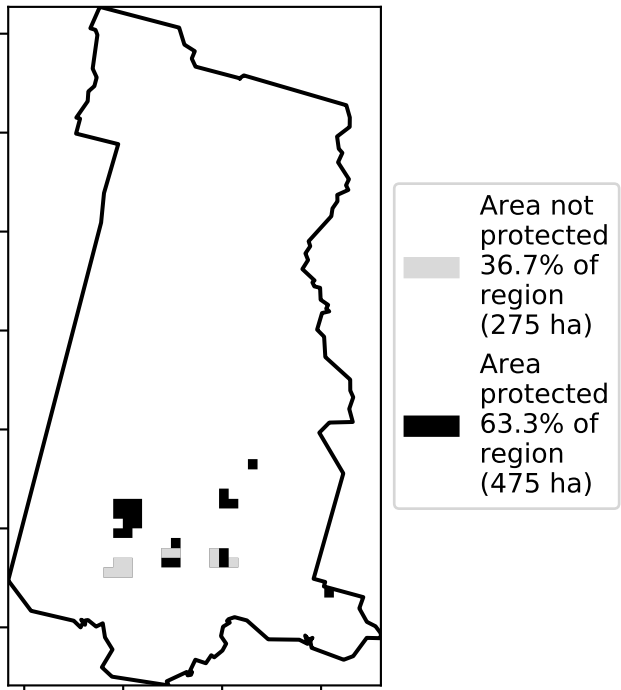 Area not
protected
36.7% of
region
(275 ha)
Area
protected
63.3% of
region
(475 ha)